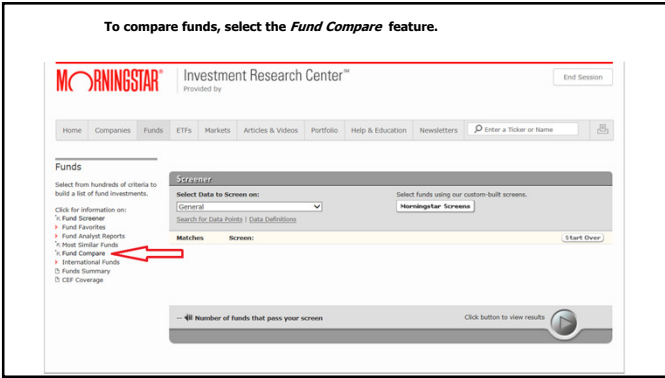 To compare funds, select the Fund Compare feature.
MORNINGSTAR®
Investment Research Center℠
Provided by
End Session
Home Companies Funds ETFs Markets Articles & Videos Portfolio Help & Education Newsletters Enter a Ticker or Name
Funds
Select from hundreds of criteria to
build a list of fund investments.
Click for information on:
Fund Screener
Fund Favorites
Fund Analyst Reports
Most Similar Funds
Fund Compare
International Funds
Funds Summary
CEF Coverage
Screener
Select Data to Screen on:
General
Search for Data Points | Data Definitions
Select funds using our custom-built screens.
Morningstar Screens
Matches Screen:
Start Over
-- Number of funds that pass your screen
Click button to view results